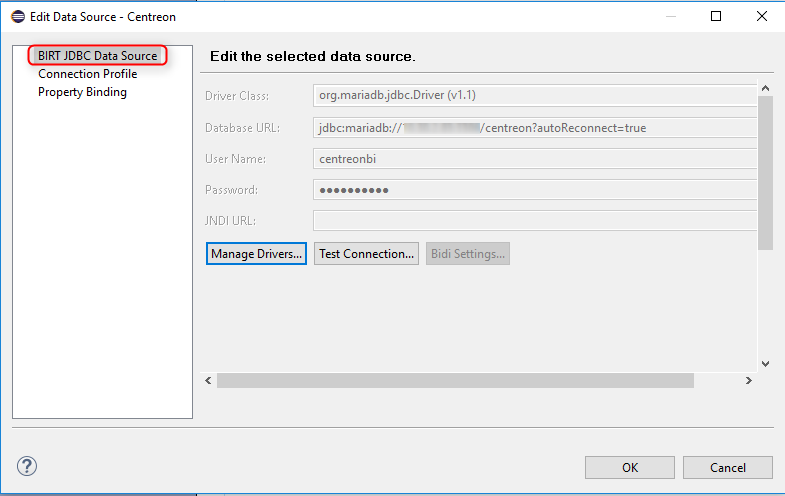 Edit Data Source - Centreon
BIRT JDBC Data Source
Connection Profile
Property Binding
Edit the selected data source.
Driver Class: org.mariadb.jdbc.Driver (v1.1)
Database URL: jdbc:mariadb:// /centreon?autoReconnect=true
User Name: centreonbi
Password: ●●●●●●●●●●
JNDI URL:
Manage Drivers... Test Connection... Bidi Settings...
OK Cancel